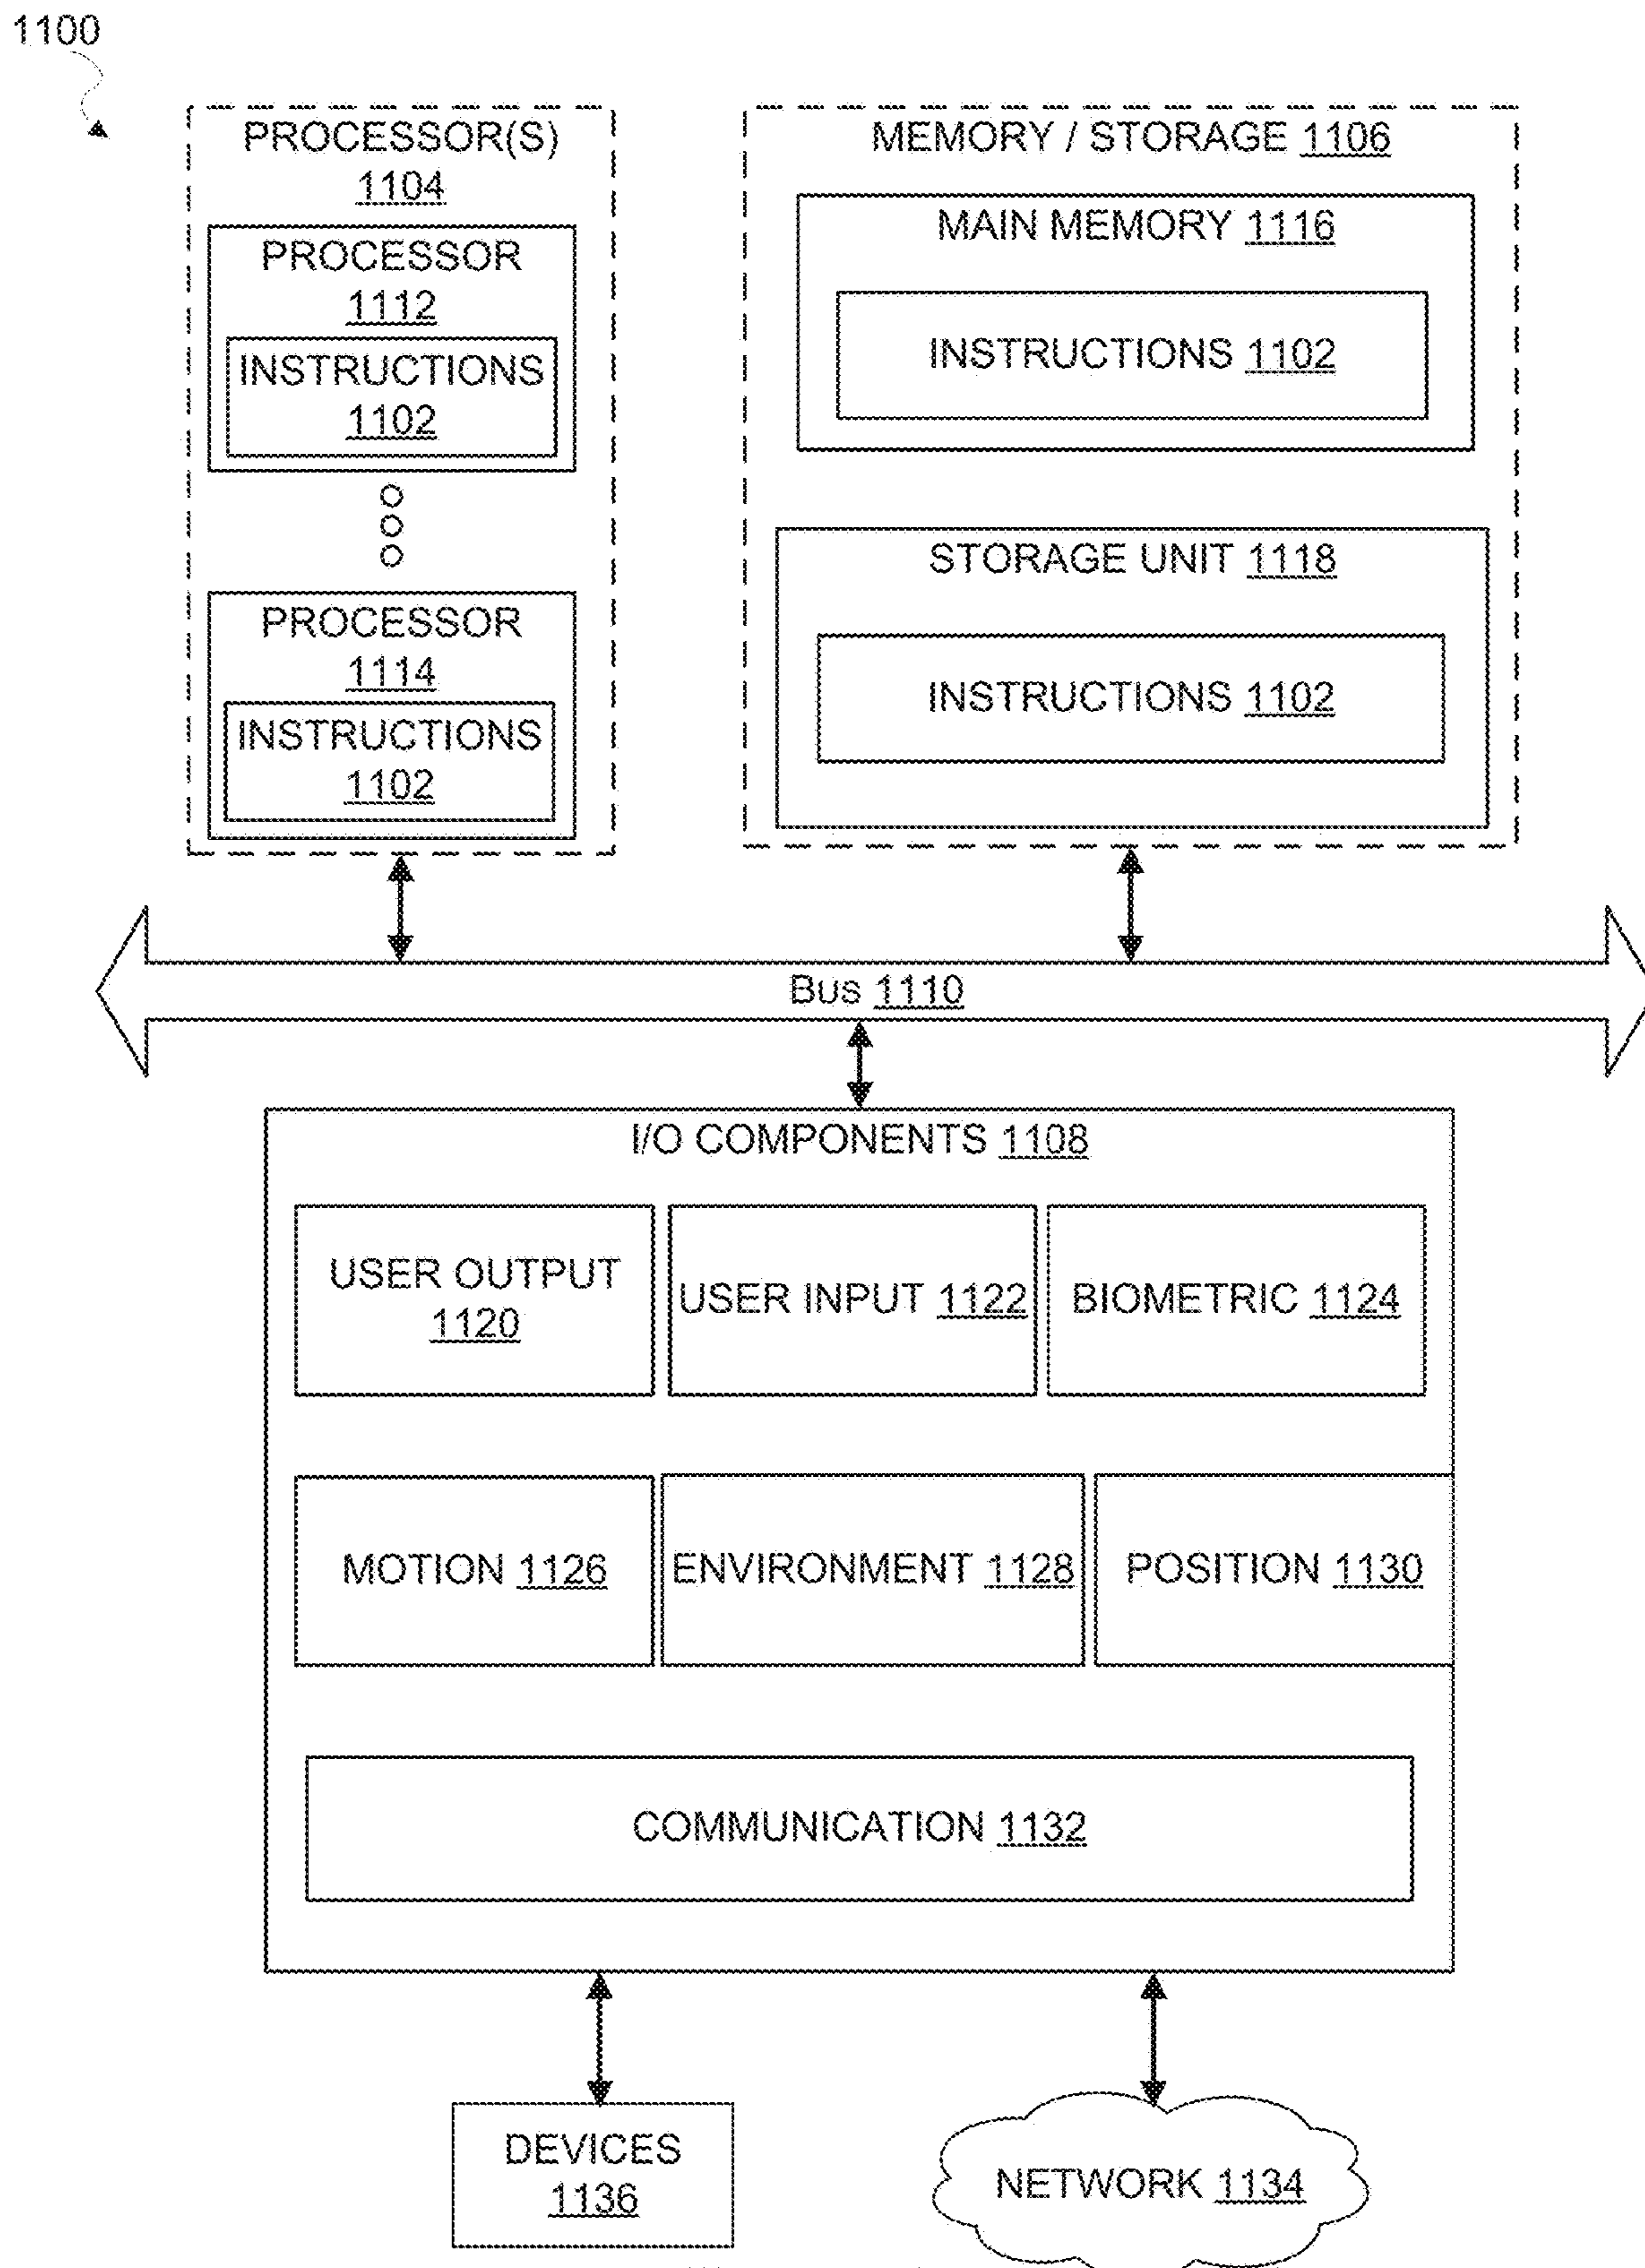 1100
PROCESSOR(S)
1104
PROCESSOR
1112
INSTRUCTIONS
1102
PROCESSOR
1114
INSTRUCTIONS
1102
MEMORY / STORAGE 1106
MAIN MEMORY 1116
INSTRUCTIONS 1102
STORAGE UNIT 1118
INSTRUCTIONS 1102
Bus 1110
I/O COMPONENTS 1108
USER OUTPUT
1120
USER INPUT 1122
BIOMETRIC 1124
MOTION 1126
ENVIRONMENT 1128
POSITION 1130
COMMUNICATION 1132
DEVICES
1136
NETWORK 1134